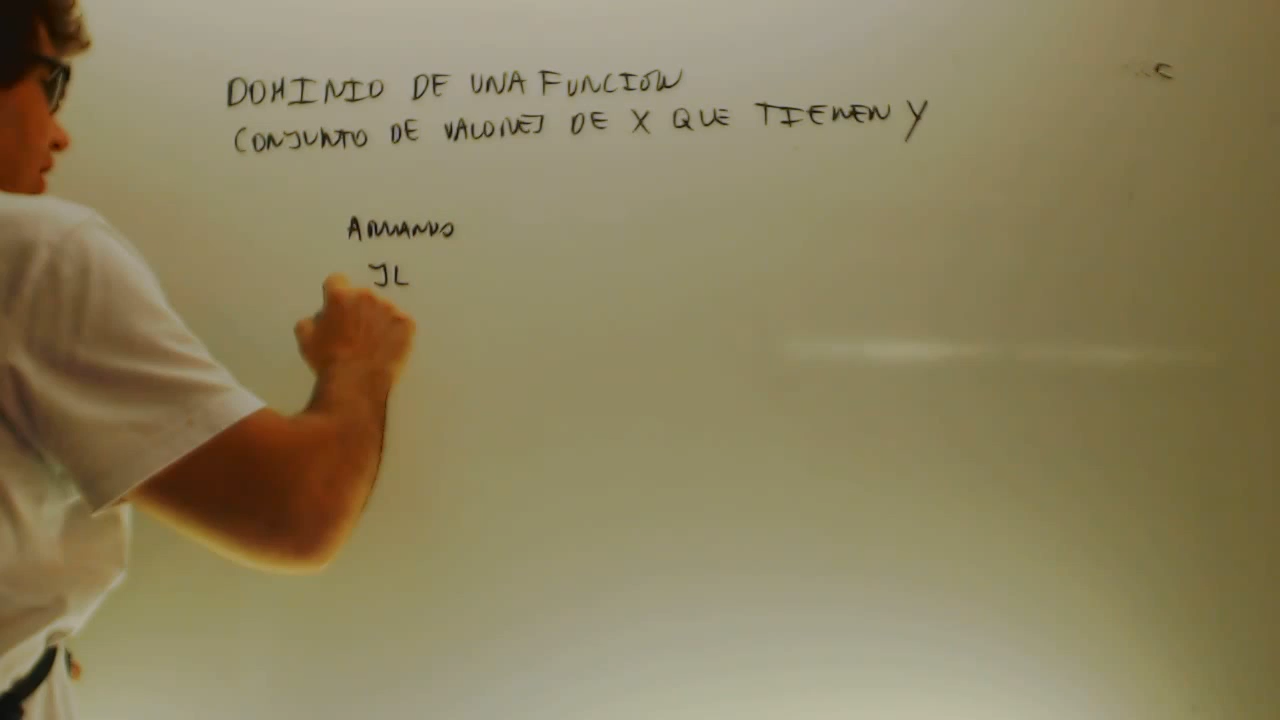 DOMINIO DE UNA FUNCION
CONJUNTO DE VALORES DE X QUE TIENEN Y
ARMANDO
JL